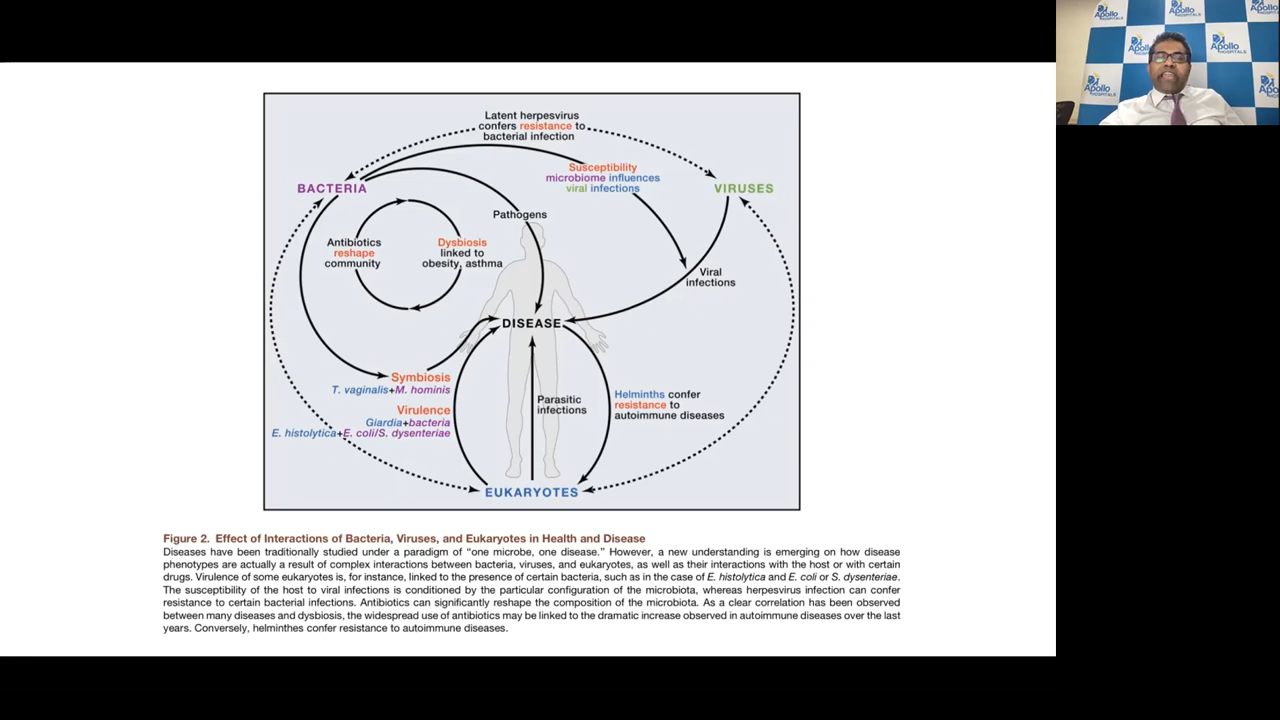 Latent herpesvirus
confers resistance to
bacterial infection
BACTERIA
Susceptibility
microbiome influences
viral infections
VIRUSES
Pathogens
Antibiotics
reshape
community
Dysbiosis
linked to
obesity, asthma
Viral
infections
DISEASE
Symbiosis
T. vaginalis+M. hominis
Virulence
Giardia+bacteria
E. histolytica+E. coli/S. dysenteriae
Parasitic
infections
Helminths confer
resistance to
autoimmune diseases
EUKARYOTES
Figure 2. Effect of Interactions of Bacteria, Viruses, and Eukaryotes in Health and Disease
Diseases have been traditionally studied under a paradigm of “one microbe, one disease.” However, a new understanding is emerging on how disease
phenotypes are actually a result of complex interactions between bacteria, viruses, and eukaryotes, as well as their interactions with the host or with certain
drugs. Virulence of some eukaryotes is, for instance, linked to the presence of certain bacteria, such as in the case of E. histolytica and E. coli or S. dysenteriae.
The susceptibility of the host to viral infections is conditioned by the particular configuration of the microbiota, whereas herpesvirus infection can confer
resistance to certain bacterial infections. Antibiotics can significantly reshape the composition of the microbiota. As a clear correlation has been observed
between many diseases and dysbiosis, the widespread use of antibiotics may be linked to the dramatic increase observed in autoimmune diseases over the last
years. Conversely, helminthes confer resistance to autoimmune diseases.
Apollo
HOSPITALS
Apollo
HOSPITALS
Apollo
Apollo
HOSPITALS
Apollo
HOSPITALS